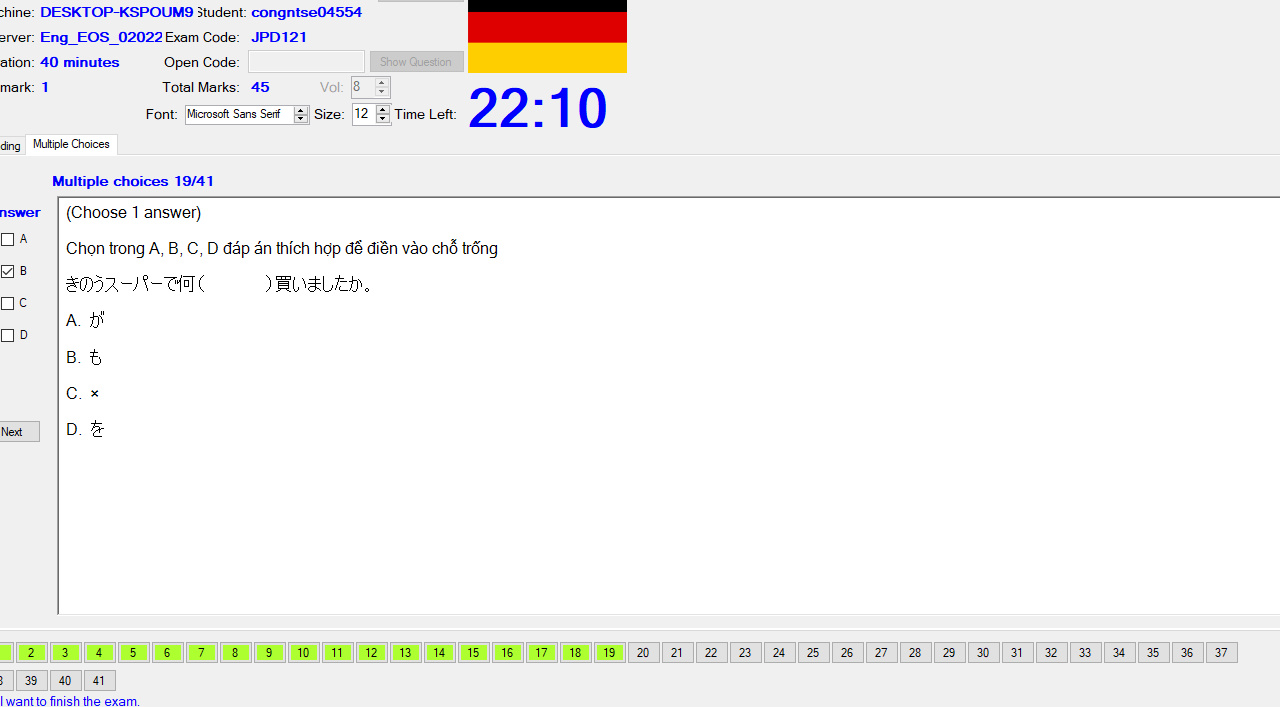 chine: DESKTOP-KSPOUM9 Student: congntse04554
erver: Eng_EOS_02022 Exam Code: JPD121
ation: 40 minutes Open Code: Show Question
mark: 1 Total Marks: 45 Vol: 8
Font: Microsoft Sans Serif Size: 12 Time Left: 22:10
ding Multiple Choices
Multiple choices 19/41
nswer
(Choose 1 answer)
A
Chọn trong A, B, C, D đáp án thích hợp để điền vào chỗ trống
B
きのうスーパーで何( )買いましたか。
C
A. が
D
B. も
C. ×
D. を
Next
2 3 4 5 6 7 8 9 10 11 12 13 14 15 16 17 18 19 20 21 22 23 24 25 26 27 28 29 30 31 32 33 34 35 36 37
39 40 41
I want to finish the exam.